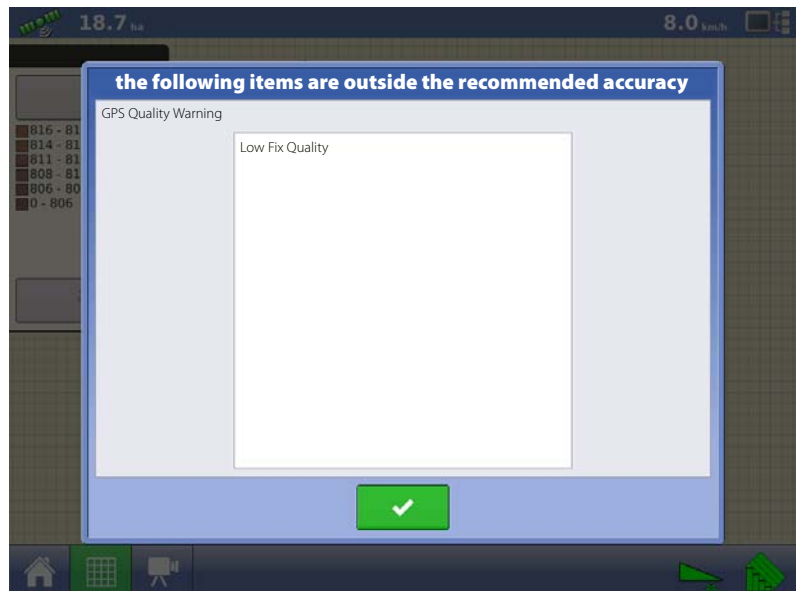 18.7 ha
8.0 km/h
the following items are outside the recommended accuracy
GPS Quality Warning
Low Fix Quality
816 - 81
814 - 81
811 - 81
808 - 81
806 - 80
0 - 806